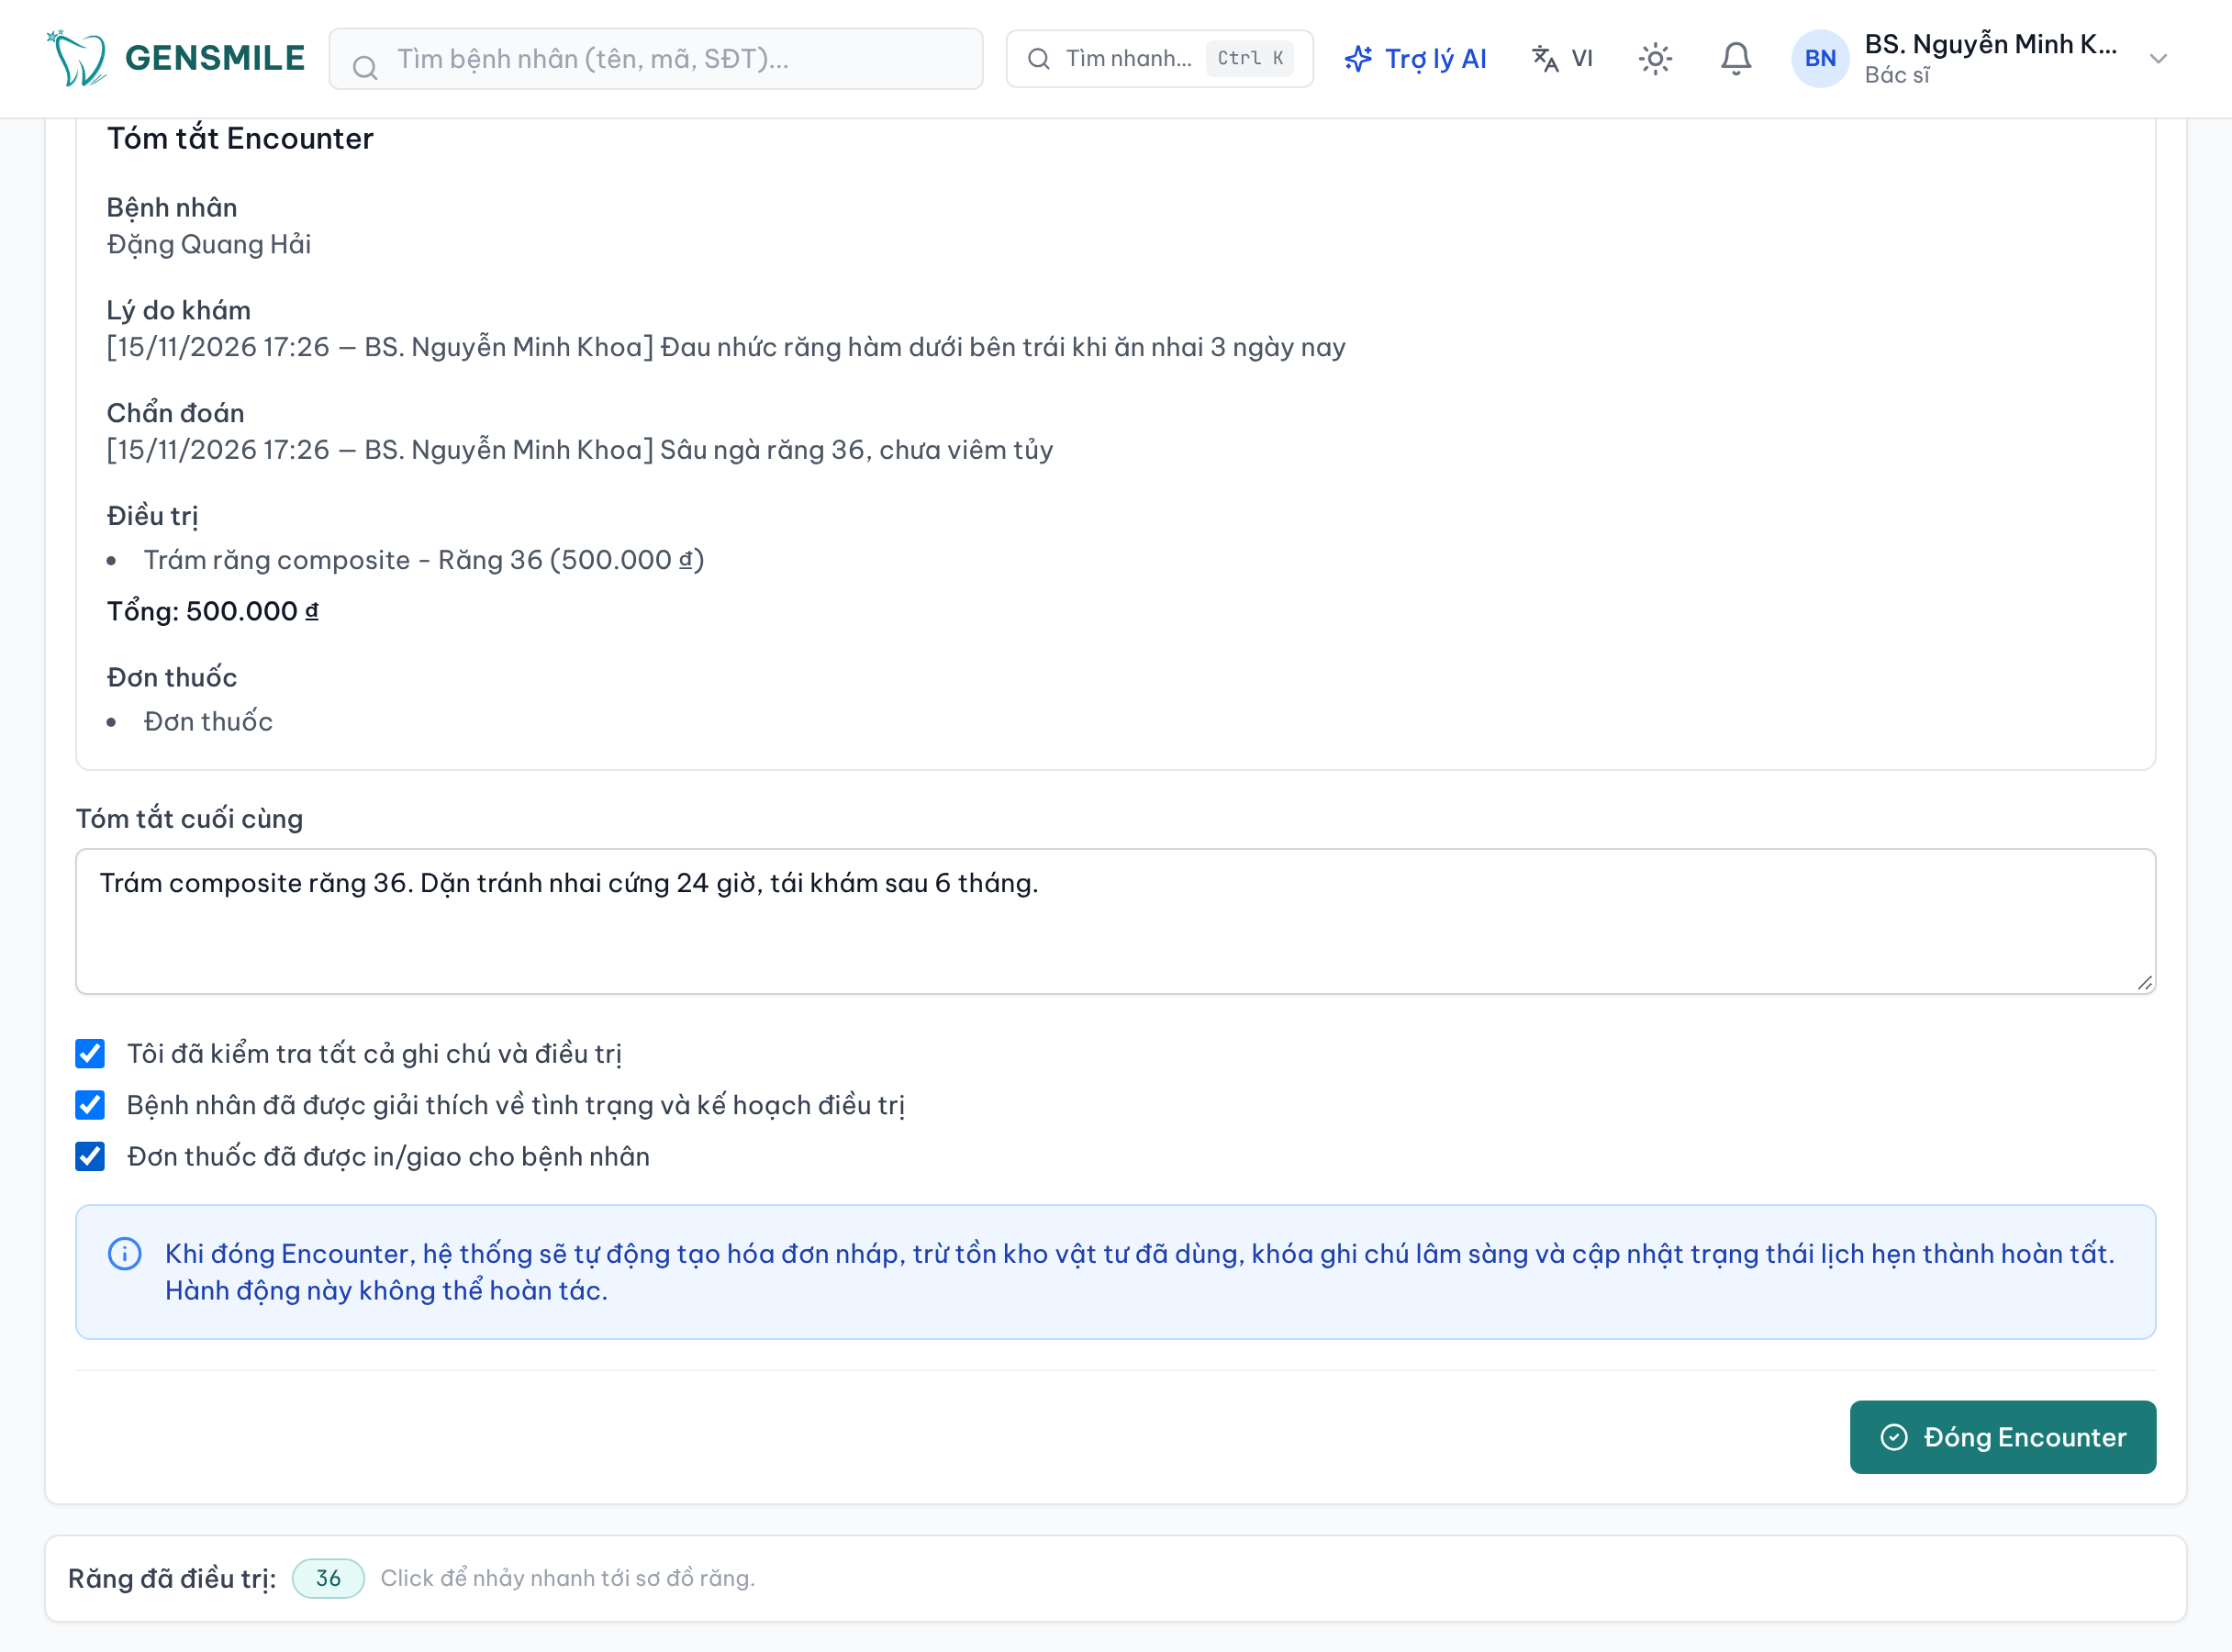 GENSMILE
Tìm bệnh nhân (tên, mã, SĐT)...
Tìm nhanh... Ctrl K
Trợ lý AI
VI
BN
BS. Nguyễn Minh K...
Bác sĩ
Tóm tắt Encounter
Bệnh nhân
Đặng Quang Hải
Lý do khám
[15/11/2026 17:26 — BS. Nguyễn Minh Khoa] Đau nhức răng hàm dưới bên trái khi ăn nhai 3 ngày nay
Chẩn đoán
[15/11/2026 17:26 — BS. Nguyễn Minh Khoa] Sâu ngà răng 36, chưa viêm tủy
Điều trị
• Trám răng composite - Răng 36 (500.000 ₫)
Tổng: 500.000 ₫
Đơn thuốc
• Đơn thuốc
Tóm tắt cuối cùng
Trám composite răng 36. Dặn tránh nhai cứng 24 giờ, tái khám sau 6 tháng.
Tôi đã kiểm tra tất cả ghi chú và điều trị
Bệnh nhân đã được giải thích về tình trạng và kế hoạch điều trị
Đơn thuốc đã được in/giao cho bệnh nhân
Khi đóng Encounter, hệ thống sẽ tự động tạo hóa đơn nháp, trừ tồn kho vật tư đã dùng, khóa ghi chú lâm sàng và cập nhật trạng thái lịch hẹn thành hoàn tất.
Hành động này không thể hoàn tác.
Đóng Encounter
Răng đã điều trị: 36 Click để nhảy nhanh tới sơ đồ răng.